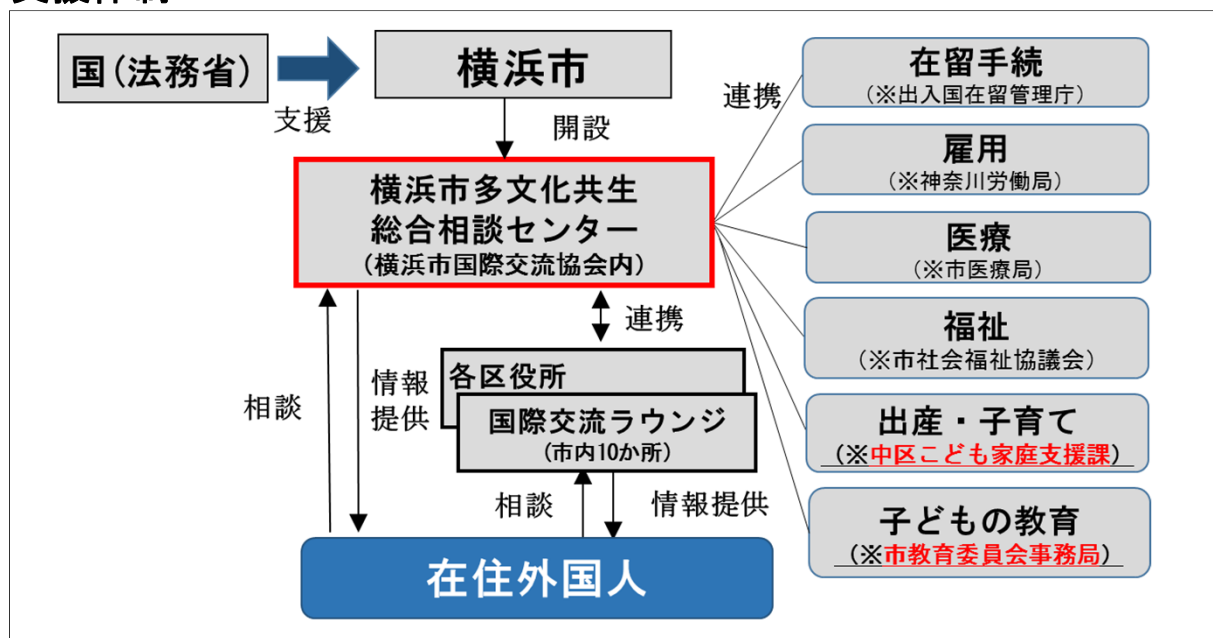 国(法務省)
支援
横浜市
開設
連携
横浜市多文化共生
総合相談センター
(横浜市国際交流協会内)
連携
各区役所
国際交流ラウンジ
(市内10か所)
相談
情報
提供
相談
情報提供
在住外国人
在留手続
(※出入国在留管理庁)
雇用
(※神奈川労働局)
医療
(※市医療局)
福祉
(※市社会福祉協議会)
出産・子育て
(※中区こども家庭支援課)
子どもの教育
(※市教育委員会事務局)